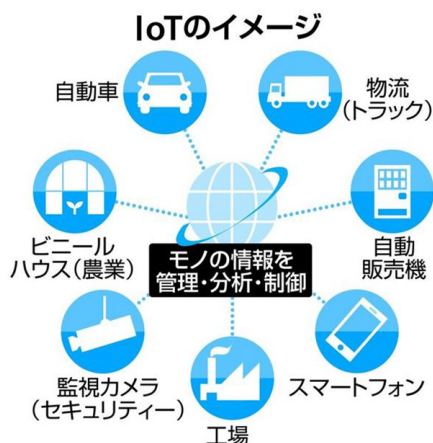 IoTのイメージ
自動車
物流
(トラック)
ビニール
ハウス(農業)
自動
販売機
モノの情報を
管理・分析・制御
監視カメラ
(セキュリティー)
工場
スマートフォン